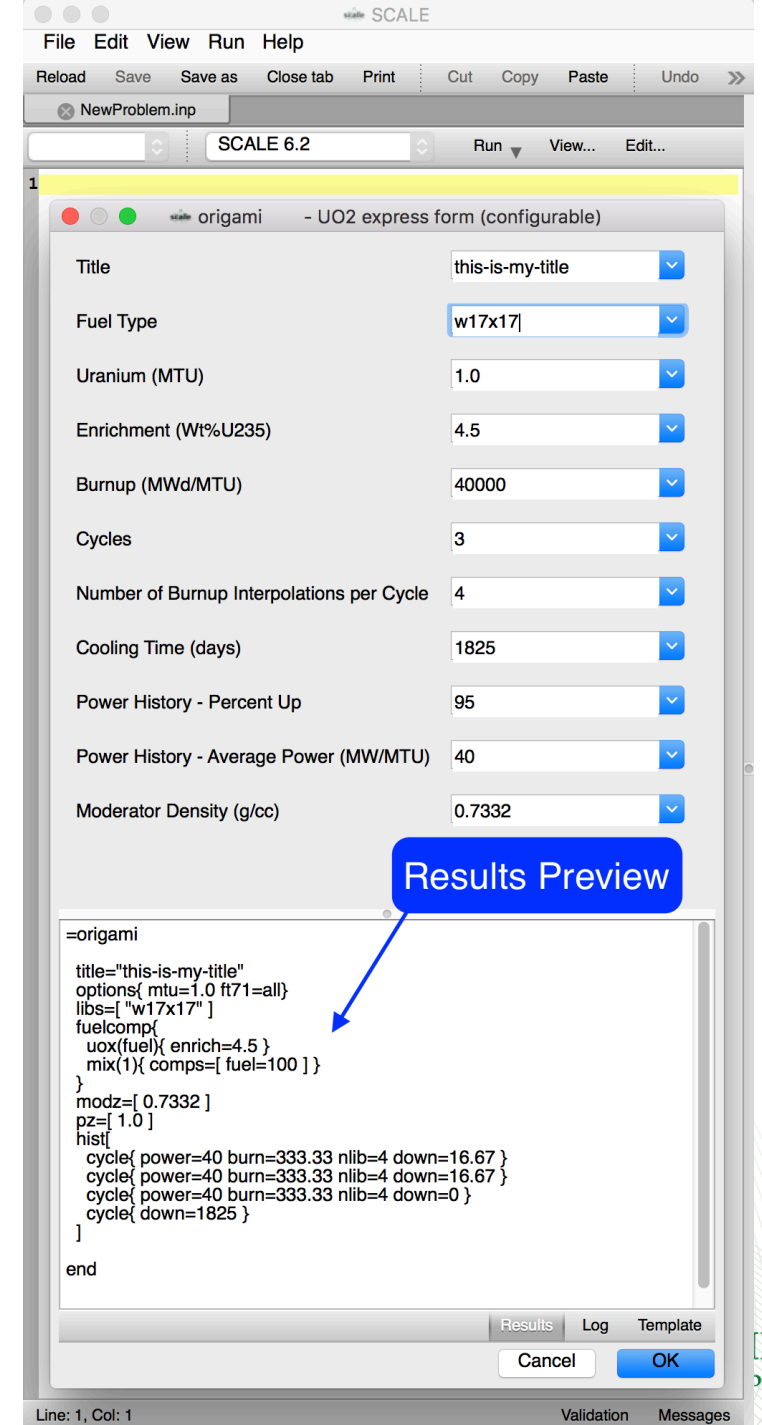 scale SCALE
File Edit View Run Help
Reload Save Save as Close tab Print Cut Copy Paste Undo »
NewProblem.inp
SCALE 6.2 Run View... Edit...
1
scale origami - UO2 express form (configurable)
Title this-is-my-title
Fuel Type w17x17
Uranium (MTU) 1.0
Enrichment (Wt%U235) 4.5
Burnup (MWd/MTU) 40000
Cycles 3
Number of Burnup Interpolations per Cycle 4
Cooling Time (days) 1825
Power History - Percent Up 95
Power History - Average Power (MW/MTU) 40
Moderator Density (g/cc) 0.7332
Results Preview
=origami
title="this-is-my-title"
options{ mtu=1.0 ft71=all}
libs=[ "w17x17" ]
fuelcomp{
uox(fuel){ enrich=4.5 }
mix(1){ comps=[ fuel=100 ] }
}
modz=[ 0.7332 ]
pz=[ 1.0 ]
hist[
cycle{ power=40 burn=333.33 nlib=4 down=16.67 }
cycle{ power=40 burn=333.33 nlib=4 down=16.67 }
cycle{ power=40 burn=333.33 nlib=4 down=0 }
cycle{ down=1825 }
]
end
Results Log Template
Cancel OK
Line: 1, Col: 1 Validation Messages